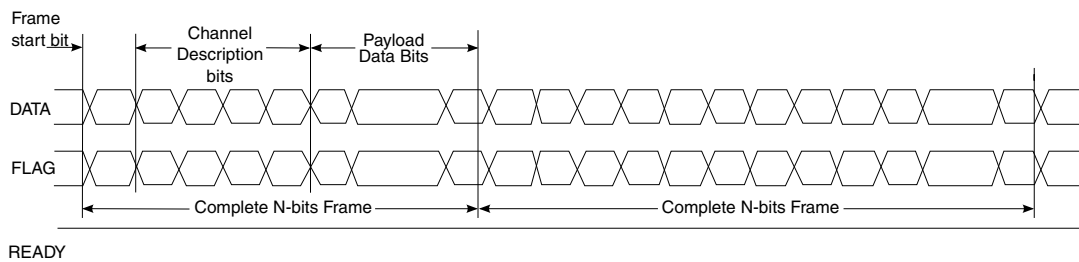 Frame
start bit
Channel
Description
bits
Payload
Data Bits
DATA
FLAG
Complete N-bits Frame
Complete N-bits Frame
READY